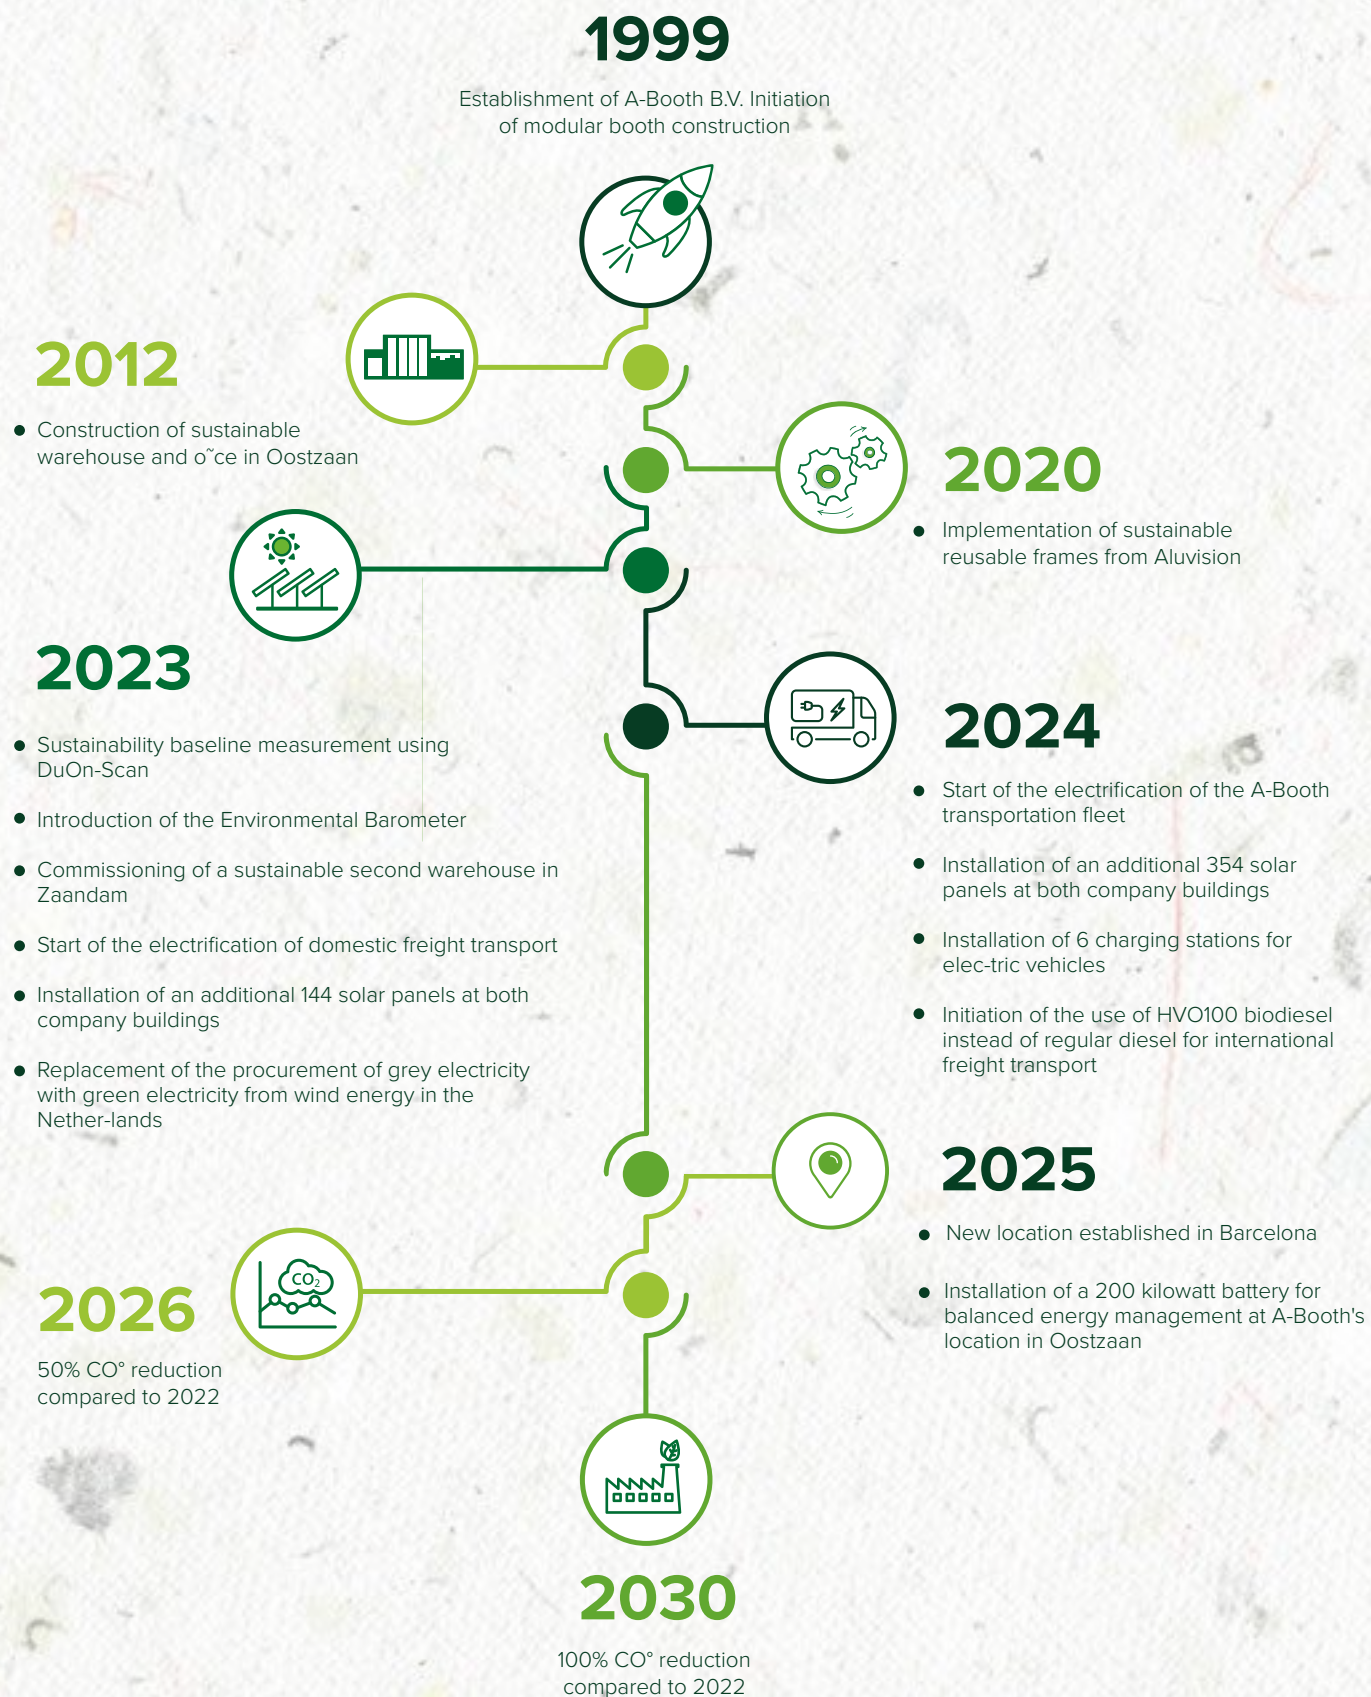 1999
Establishment of A-Booth B.V. Initiation
of modular booth construction
2012
● Construction of sustainable
warehouse and o˜ce in Oostzaan
2020
● Implementation of sustainable
reusable frames from Aluvision
2023
● Sustainability baseline measurement using
DuOn-Scan
● Introduction of the Environmental Barometer
● Commissioning of a sustainable second warehouse in
Zaandam
● Start of the electrification of domestic freight transport
● Installation of an additional 144 solar panels at both
company buildings
● Replacement of the procurement of grey electricity
with green electricity from wind energy in the
Nether-lands
2024
● Start of the electrification of the A-Booth
transportation fleet
● Installation of an additional 354 solar
panels at both company buildings
● Installation of 6 charging stations for
elec-tric vehicles
● Initiation of the use of HVO100 biodiesel
instead of regular diesel for international
freight transport
2025
● New location established in Barcelona
● Installation of a 200 kilowatt battery for
balanced energy management at A-Booth's
location in Oostzaan
CO₂
2026
50% CO° reduction
compared to 2022
2030
100% CO° reduction
compared to 2022